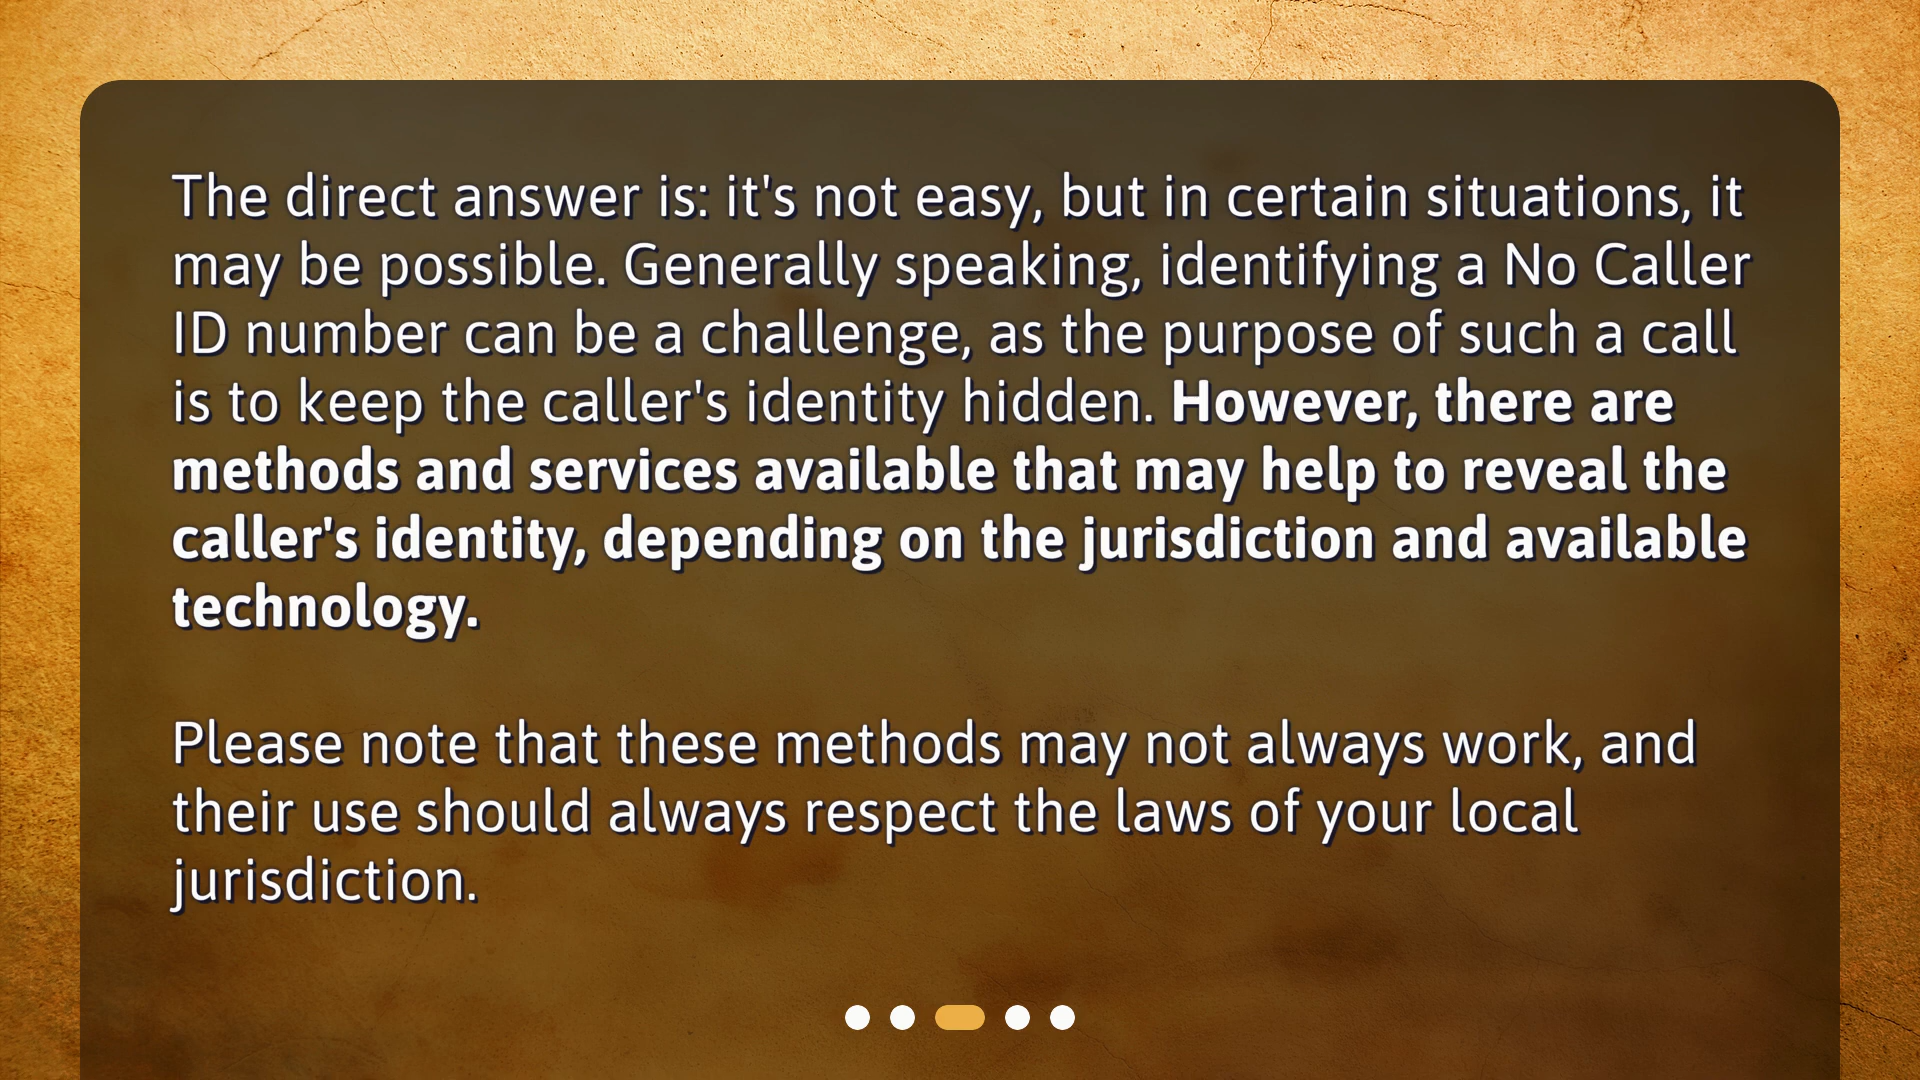 The direct answer is: it's not easy, but in certain situations, it
may be possible. Generally speaking, identifying a No Caller
ID number can be a challenge, as the purpose of such a call
is to keep the caller's identity hidden. However, there are
methods and services available that may help to reveal the
caller's identity, depending on the jurisdiction and available
technology.
Please note that these methods may not always work, and
their use should always respect the laws of your local
jurisdiction.